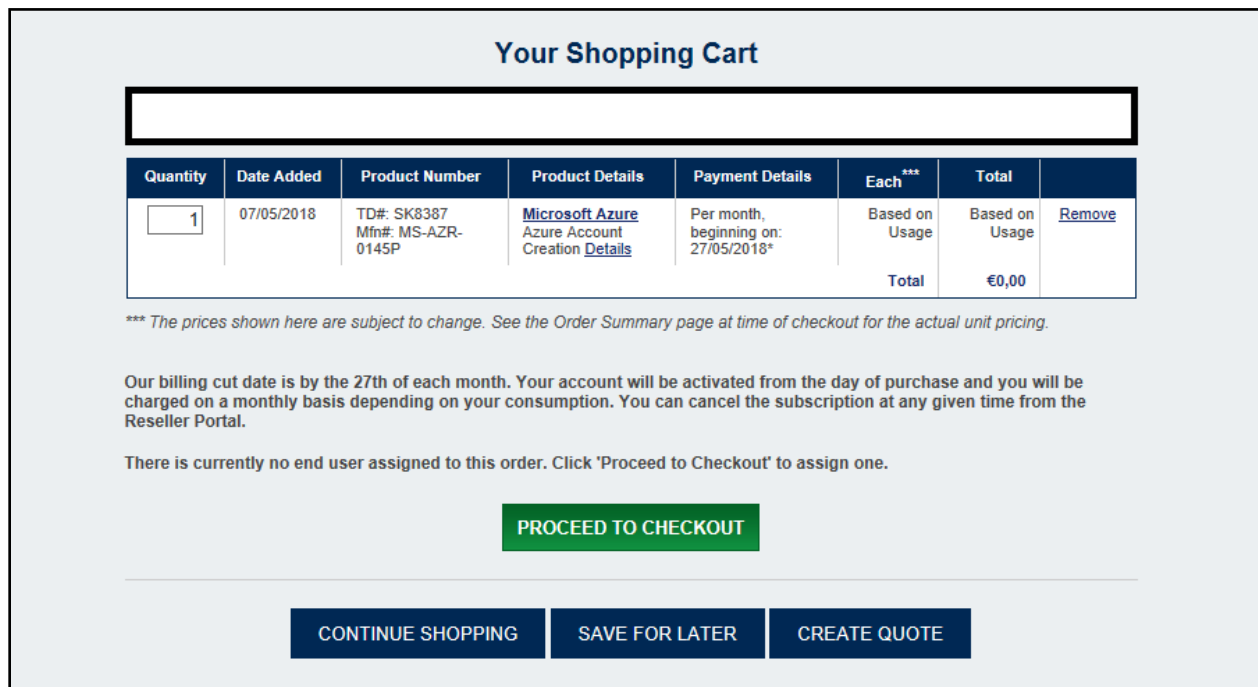 Your Shopping Cart
Quantity Date Added Product Number Product Details Payment Details Each*** Total
1 07/05/2018 TD#: SK8387 Microsoft Azure Per month, Based on Based on Remove
Mfn#: MS-AZR- Azure Account beginning on: Usage Usage
0145P Creation Details 27/05/2018*
Total €0,00
*** The prices shown here are subject to change. See the Order Summary page at time of checkout for the actual unit pricing.
Our billing cut date is by the 27th of each month. Your account will be activated from the day of purchase and you will be
charged on a monthly basis depending on your consumption. You can cancel the subscription at any given time from the
Reseller Portal.
There is currently no end user assigned to this order. Click 'Proceed to Checkout' to assign one.
PROCEED TO CHECKOUT
CONTINUE SHOPPING SAVE FOR LATER CREATE QUOTE